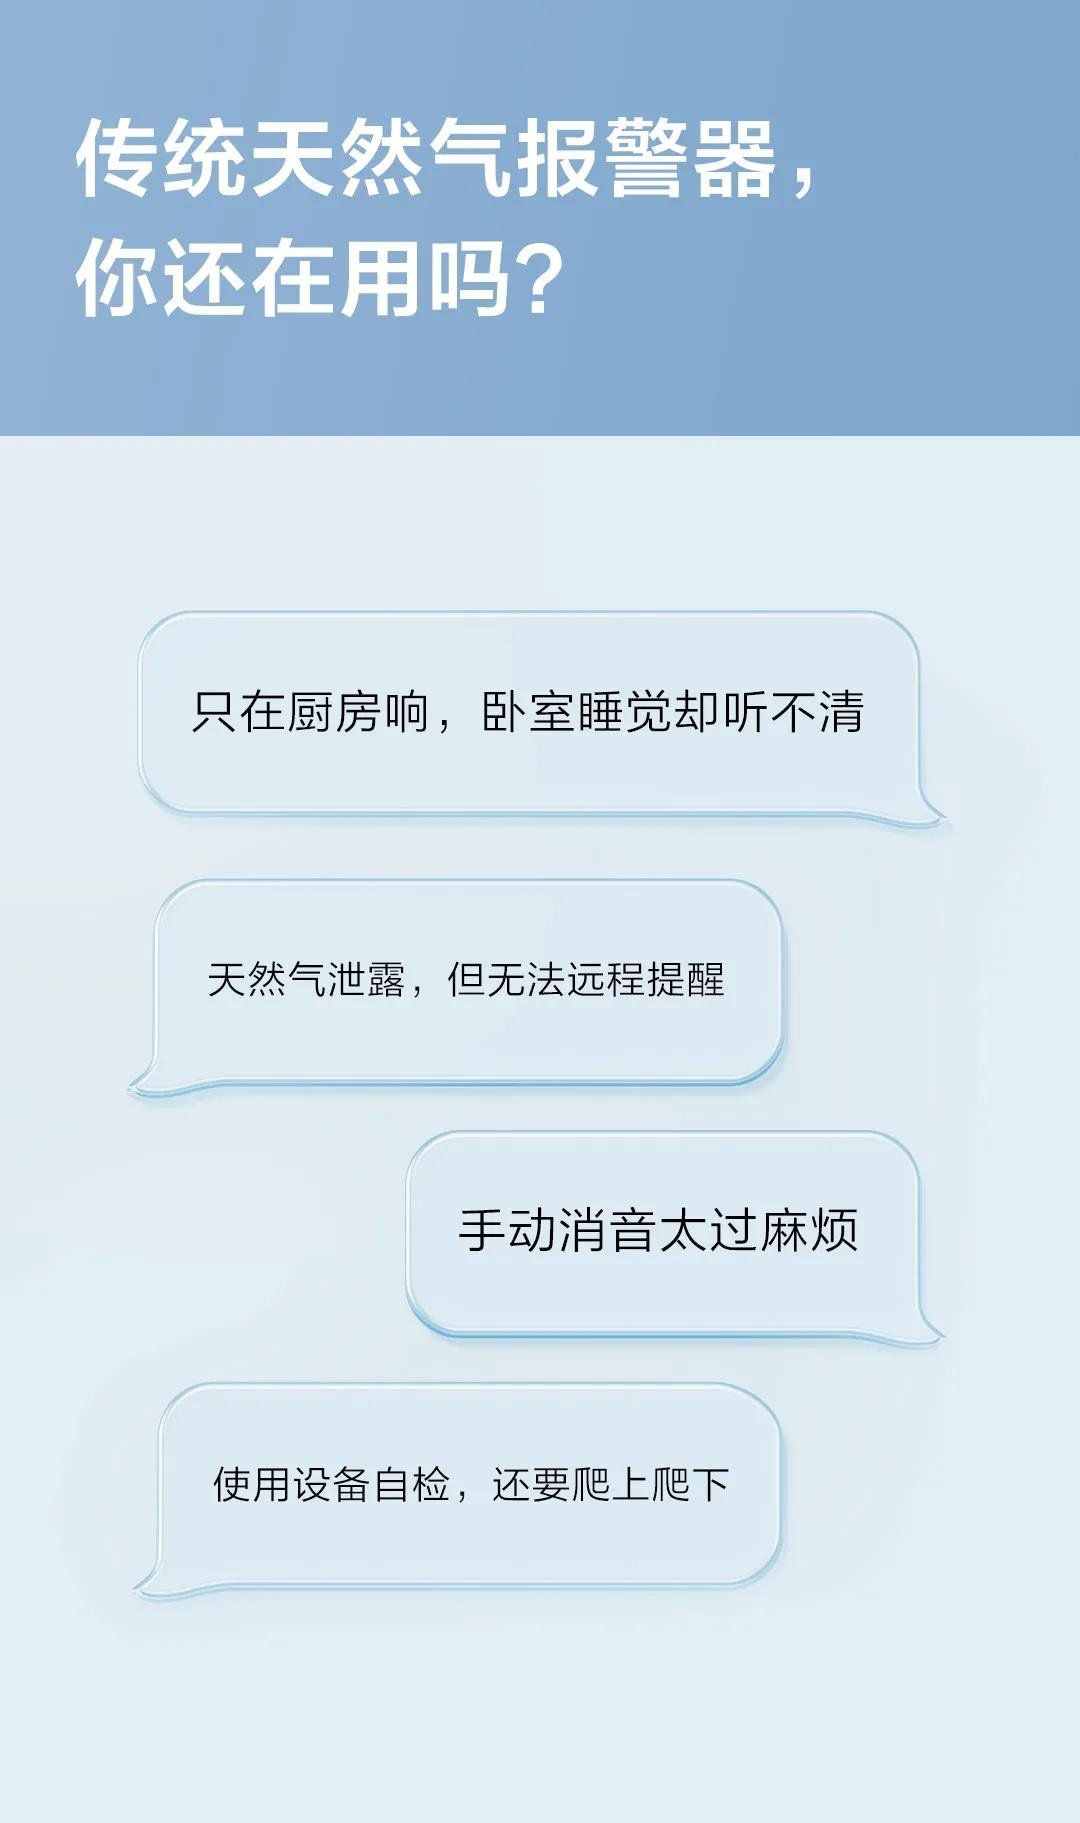 传统天然气报警器，
你还在用吗？
只在厨房响，卧室睡觉却听不清
天然气泄露，但无法远程提醒
手动消音太过麻烦
使用设备自检，还要爬上爬下